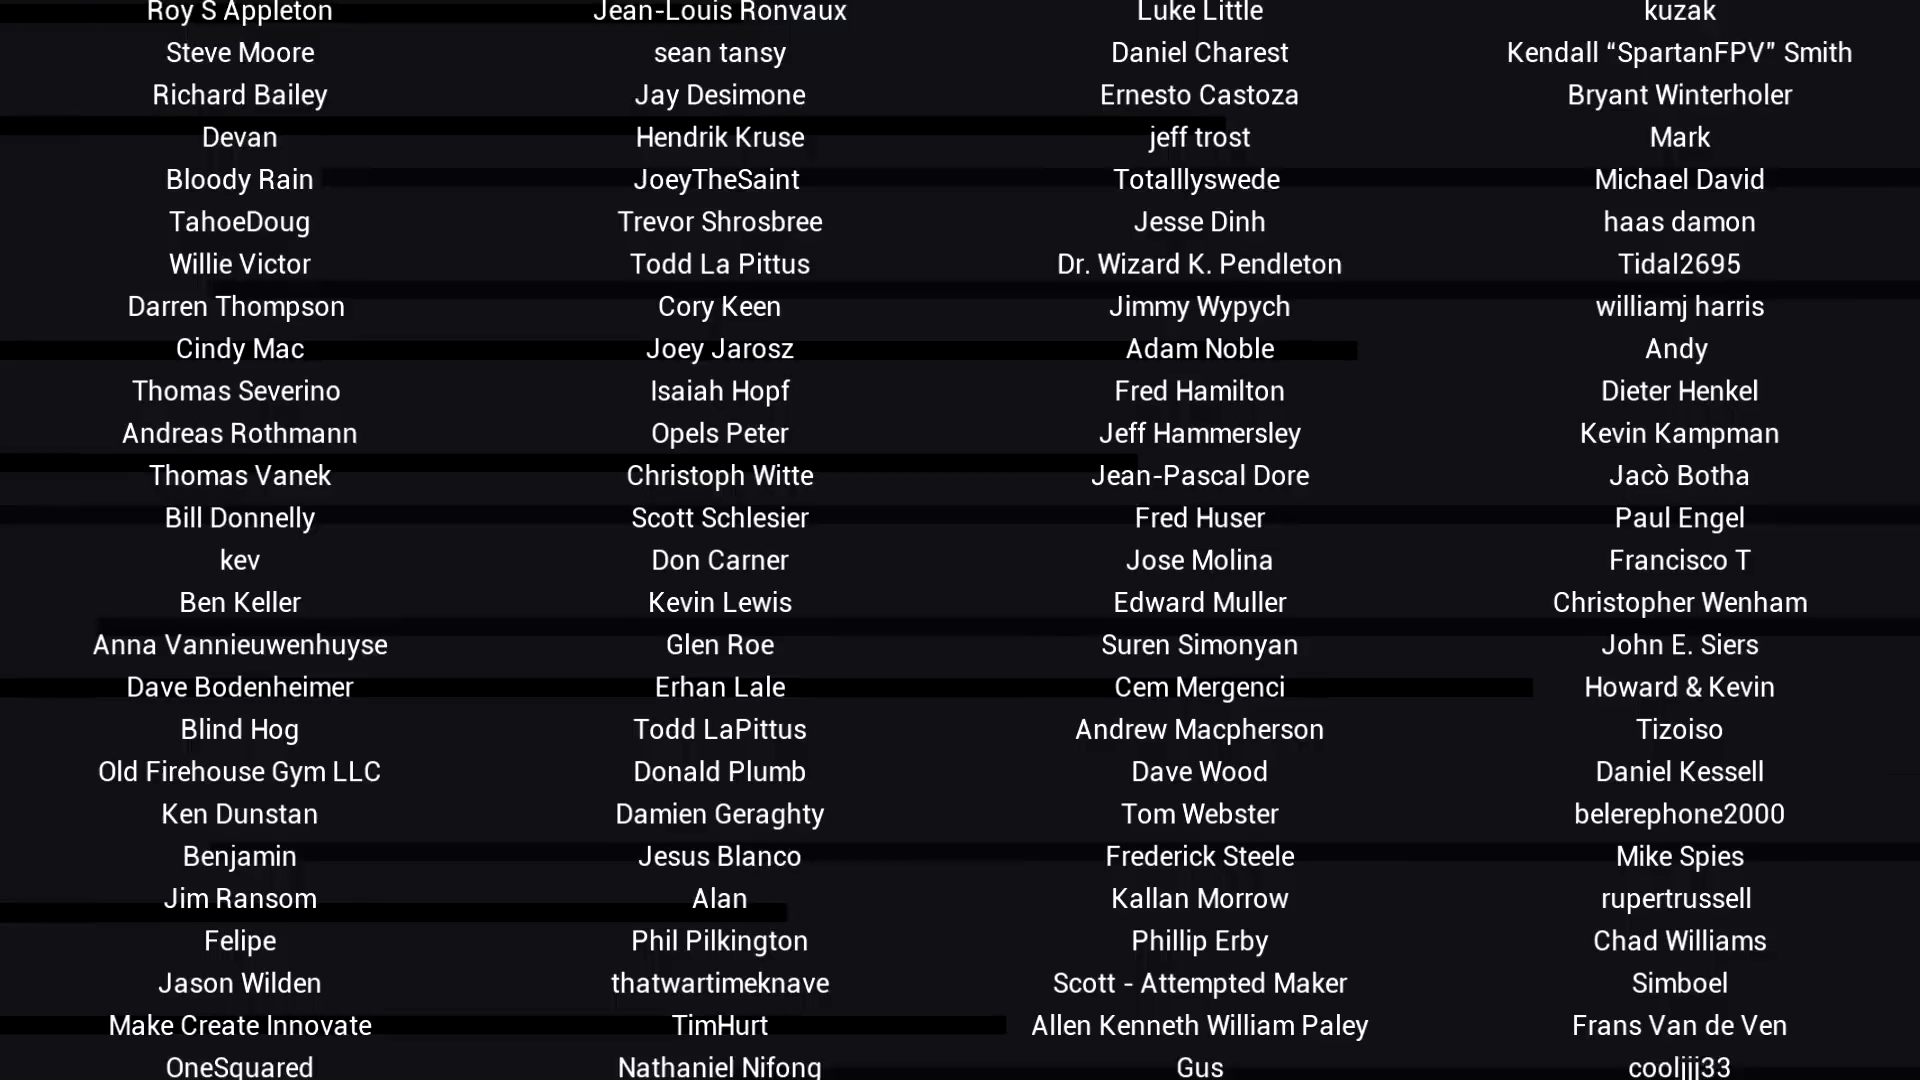 Roy S Appleton Jean-Louis Ronvaux Luke Little kuzak
Steve Moore sean tansy Daniel Charest Kendall “SpartanFPV” Smith
Richard Bailey Jay Desimone Ernesto Castoza Bryant Winterholer
Devan Hendrik Kruse jeff trost Mark
Bloody Rain JoeyTheSaint Totalllyswede Michael David
TahoeDoug Trevor Shrosbree Jesse Dinh haas damon
Willie Victor Todd La Pittus Dr. Wizard K. Pendleton Tidal2695
Darren Thompson Cory Keen Jimmy Wypych williamj harris
Cindy Mac Joey Jarosz Adam Noble Andy
Thomas Severino Isaiah Hopf Fred Hamilton Dieter Henkel
Andreas Rothmann Opels Peter Jeff Hammersley Kevin Kampman
Thomas Vanek Christoph Witte Jean-Pascal Dore Jacò Botha
Bill Donnelly Scott Schlesier Fred Huser Paul Engel
kev Don Carner Jose Molina Francisco T
Ben Keller Kevin Lewis Edward Muller Christopher Wenham
Anna Vannieuwenhuyse Glen Roe Suren Simonyan John E. Siers
Dave Bodenheimer Erhan Lale Cem Mergenci Howard & Kevin
Blind Hog Todd LaPittus Andrew Macpherson Tizoiso
Old Firehouse Gym LLC Donald Plumb Dave Wood Daniel Kessell
Ken Dunstan Damien Geraghty Tom Webster belerephone2000
Benjamin Jesus Blanco Frederick Steele Mike Spies
Jim Ransom Alan Kallan Morrow rupertrussell
Felipe Phil Pilkington Phillip Erby Chad Williams
Jason Wilden thatwartimeknave Scott - Attempted Maker Simboel
Make Create Innovate TimHurt Allen Kenneth William Paley Frans Van de Ven
OneSquared Nathaniel Nifong Gus cooljjj33